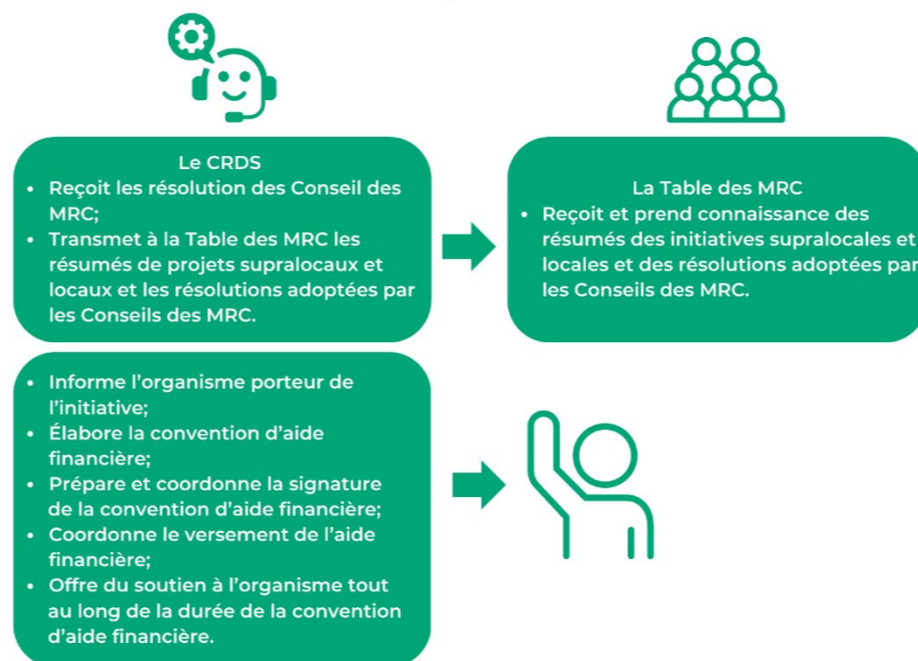 Le CRDS
• Reçoit les résolution des Conseil des
MRC;
• Transmet à la Table des MRC les
résumés de projets supralocaux et
locaux et les résolutions adoptées par
les Conseils des MRC.
La Table des MRC
• Reçoit et prend connaissance des
résumés des initiatives supralocales et
locales et des résolutions adoptées par
les Conseils des MRC.
• Informe l'organisme porteur de
l'initiative;
• Élabore la convention d'aide
financière;
• Prépare et coordonne la signature
de la convention d'aide financière;
• Coordonne le versement de l'aide
financière;
• Offre du soutien à l'organisme tout
au long de la durée de la convention
d'aide financière.